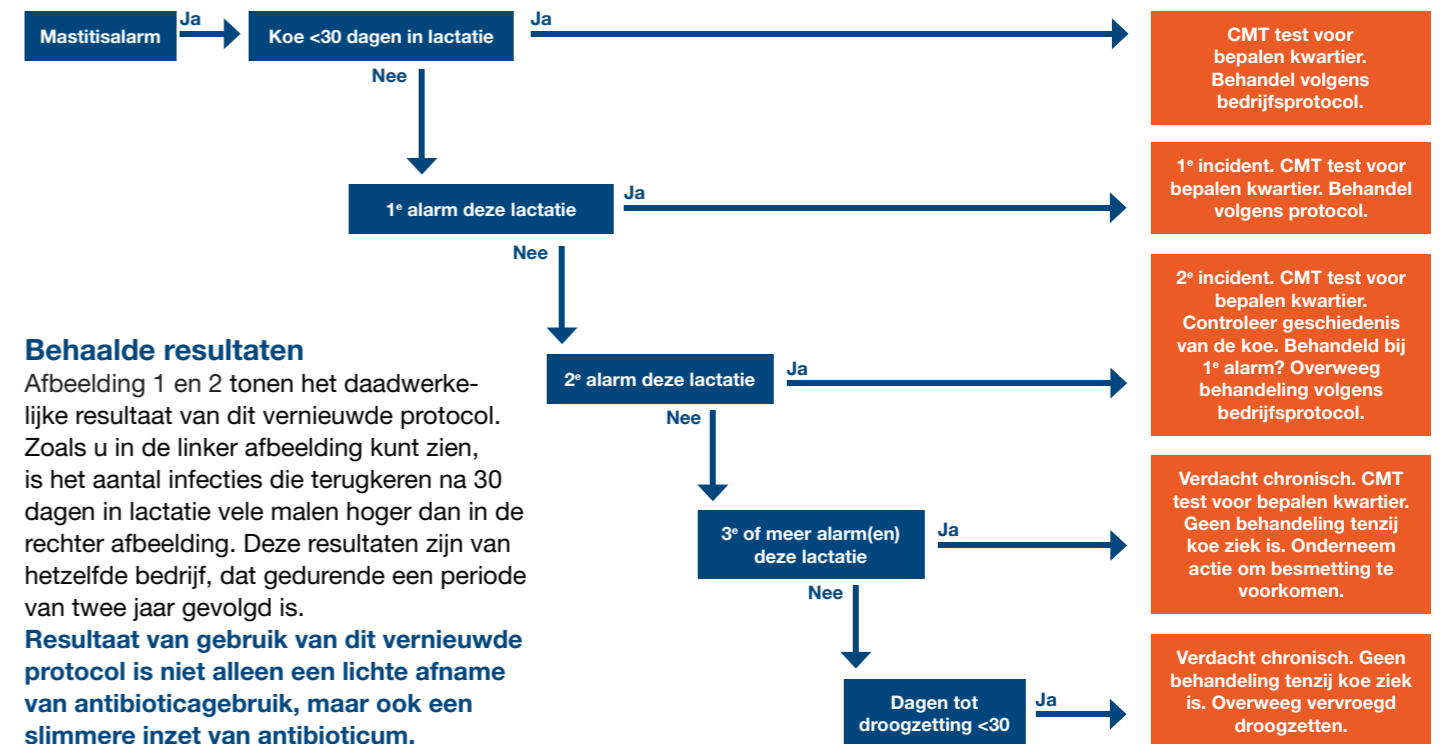 Mastitisalarm
Ja
Koe <30 dagen in lactatie
Ja
CMT test voor
bepalen kwartier.
Behandel volgens
bedrijfsprotocol.
Nee
1e alarm deze lactatie
Ja
1e incident. CMT test voor
bepalen kwartier. Behandel
volgens protocol.
Nee
2e alarm deze lactatie
Ja
2e incident. CMT test voor
bepalen kwartier.
Controleer geschiedenis
van de koe. Behandeld bij
1e alarm? Overweeg
behandeling volgens
bedrijfsprotocol.
Nee
3e of meer alarm(en)
deze lactatie
Ja
Verdacht chronisch. CMT
test voor bepalen kwartier.
Geen behandeling tenzij
koe ziek is. Onderneem
actie om besmetting te
voorkomen.
Nee
Dagen tot
droogzetting <30
Ja
Verdacht chronisch. Geen
behandeling tenzij koe ziek
is. Overweeg vervroegd
droogzetten.
Behaalde resultaten
Afbeelding 1 en 2 tonen het daadwerke-
lijke resultaat van dit vernieuwde protocol.
Zoals u in de linker afbeelding kunt zien,
is het aantal infecties die terugkeren na 30
dagen in lactatie vele malen hoger dan in de
rechter afbeelding. Deze resultaten zijn van
hetzelfde bedrijf, dat gedurende een periode
van twee jaar gevolgd is.
Resultaat van gebruik van dit vernieuwde
protocol is niet alleen een lichte afname
van antibioticagebruik, maar ook een
slimmere inzet van antibioticum.